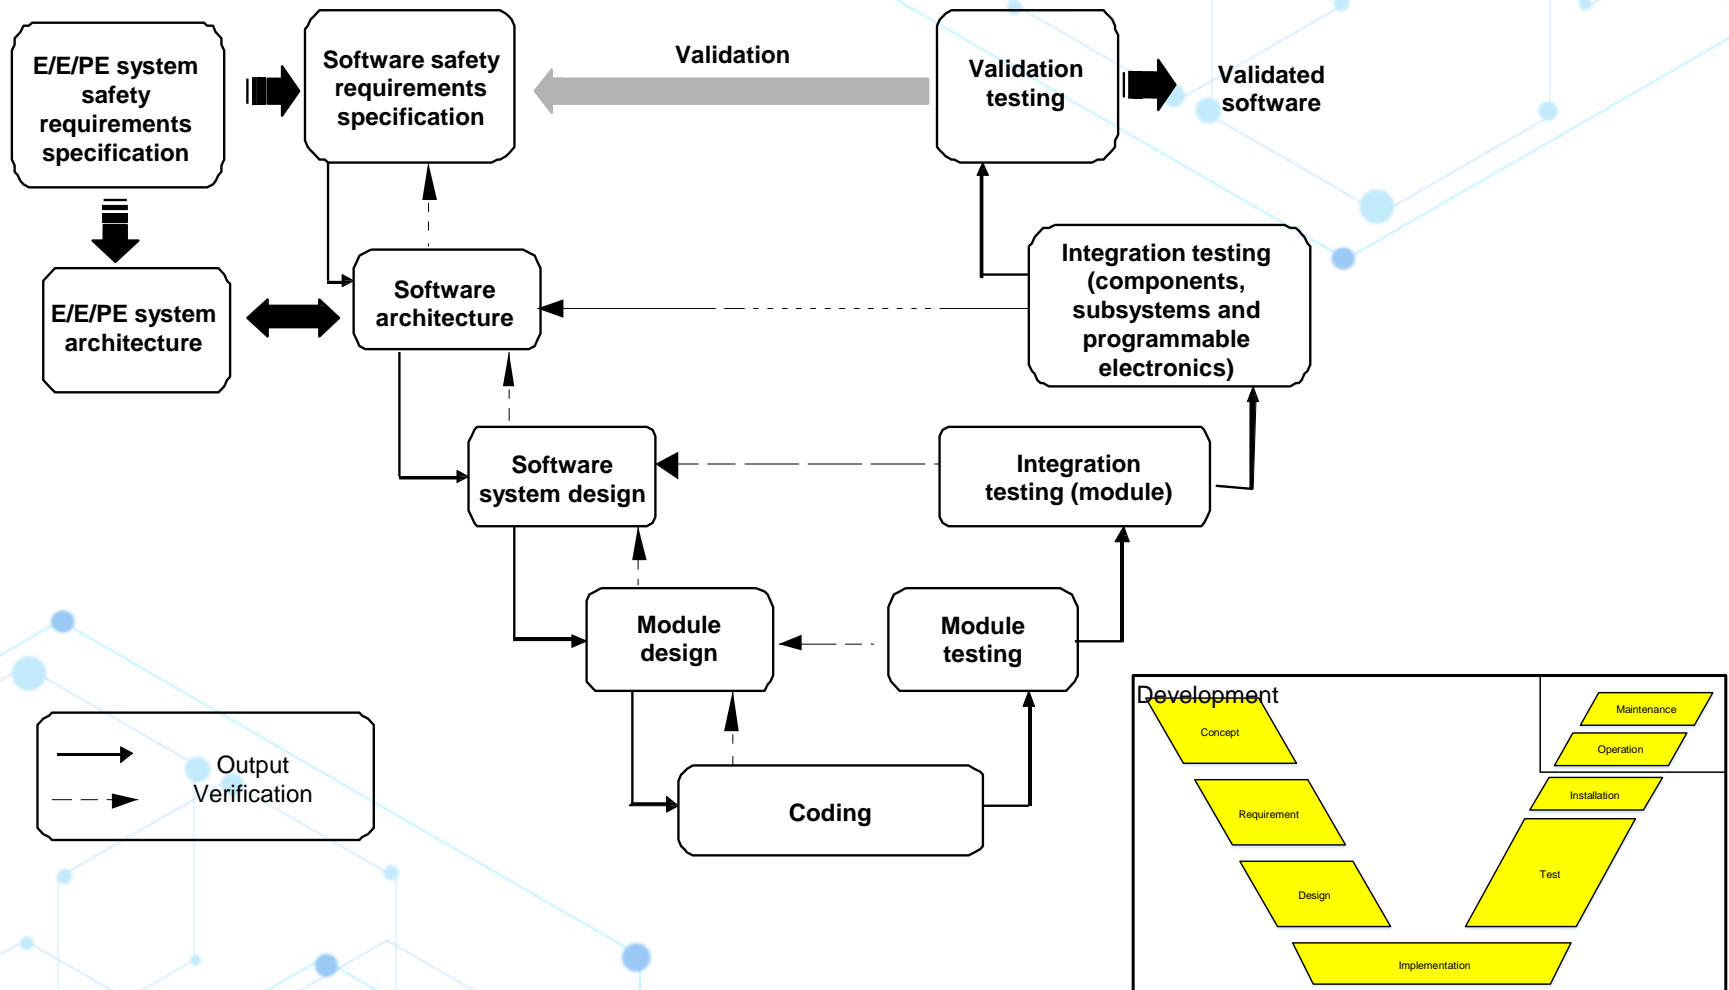 E/E/PE system
safety
requirements
specification
Software safety
requirements
specification
Validation
Validation
testing
Validated
software
E/E/PE system
architecture
Software
architecture
Integration testing
(components,
subsystems and
programmable
electronics)
Software
system design
Integration
testing (module)
Module
design
Module
testing
Coding
Output
Verification
Development
Concept
Requirement
Design
Implementation
Test
Installation
Operation
Maintenance